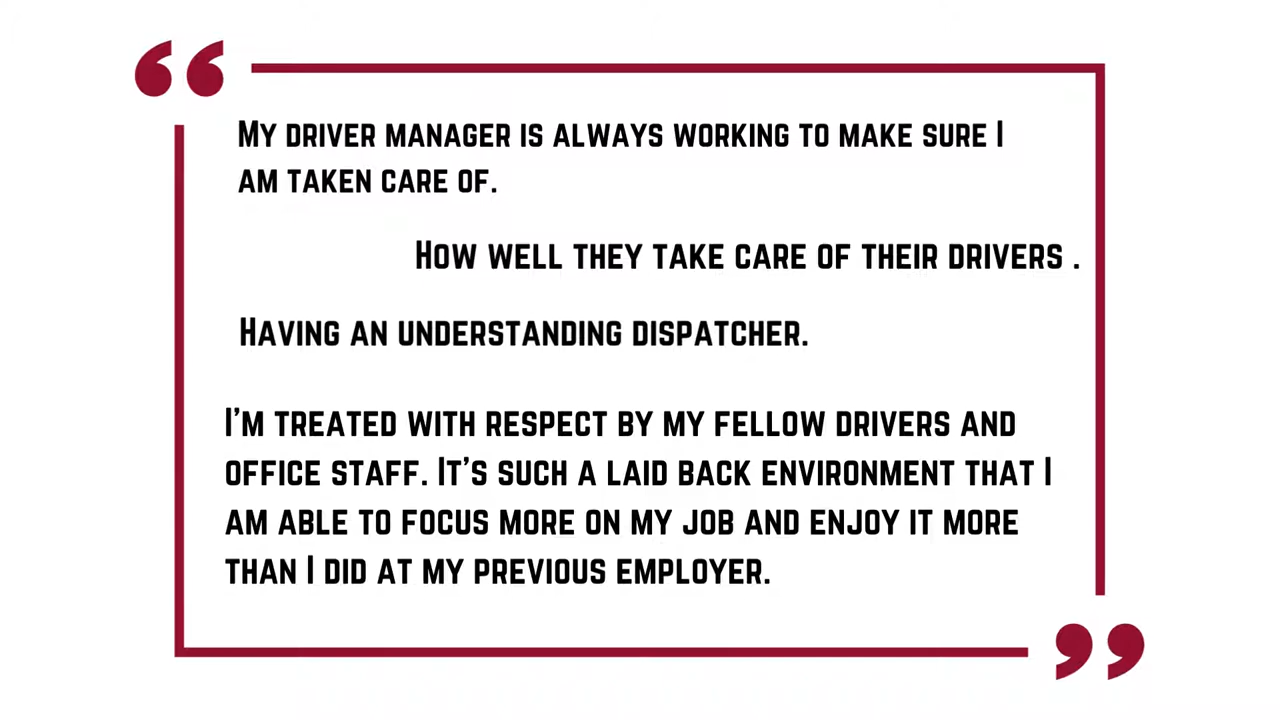 “
My driver manager is always working to make sure I
am taken care of.
How well they take care of their drivers .
Having an understanding dispatcher.
I'm treated with respect by my fellow drivers and
office staff. It's such a laid back environment that I
am able to focus more on my job and enjoy it more
than I did at my previous employer.
”